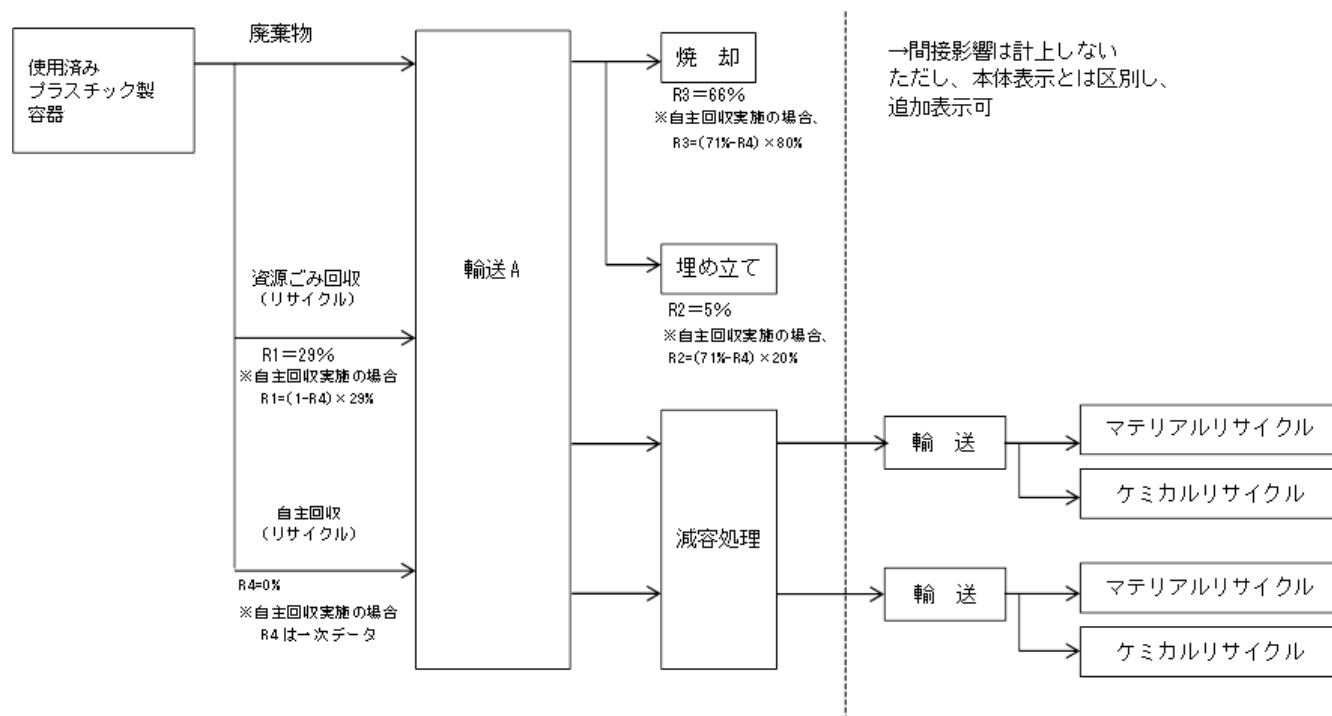 廃棄物
使用済み
プラスチック製
容器
資源ごみ回収
(リサイクル)
R1=29%
※自主回収実施の場合
R1=(1-R4)×29%
自主回収
(リサイクル)
R4=0%
※自主回収実施の場合
R4は一次データ
輸送A
焼 却
R3=66%
※自主回収実施の場合、
R3=(71%-R4)×80%
埋め立て
R2=5%
※自主回収実施の場合、
R2=(71%-R4)×20%
減容処理
→間接影響は計上しない
ただし、本体表示とは区別し、
追加表示可
輸 送
マテリアルリサイクル
ケミカルリサイクル
輸 送
マテリアルリサイクル
ケミカルリサイクル